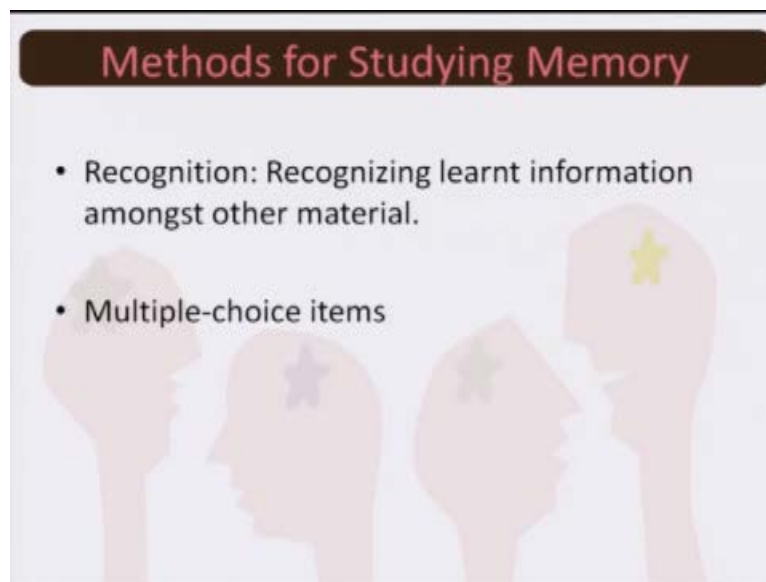 Methods for Studying Memory
• Recognition: Recognizing learnt information
amongst other material.
• Multiple-choice items